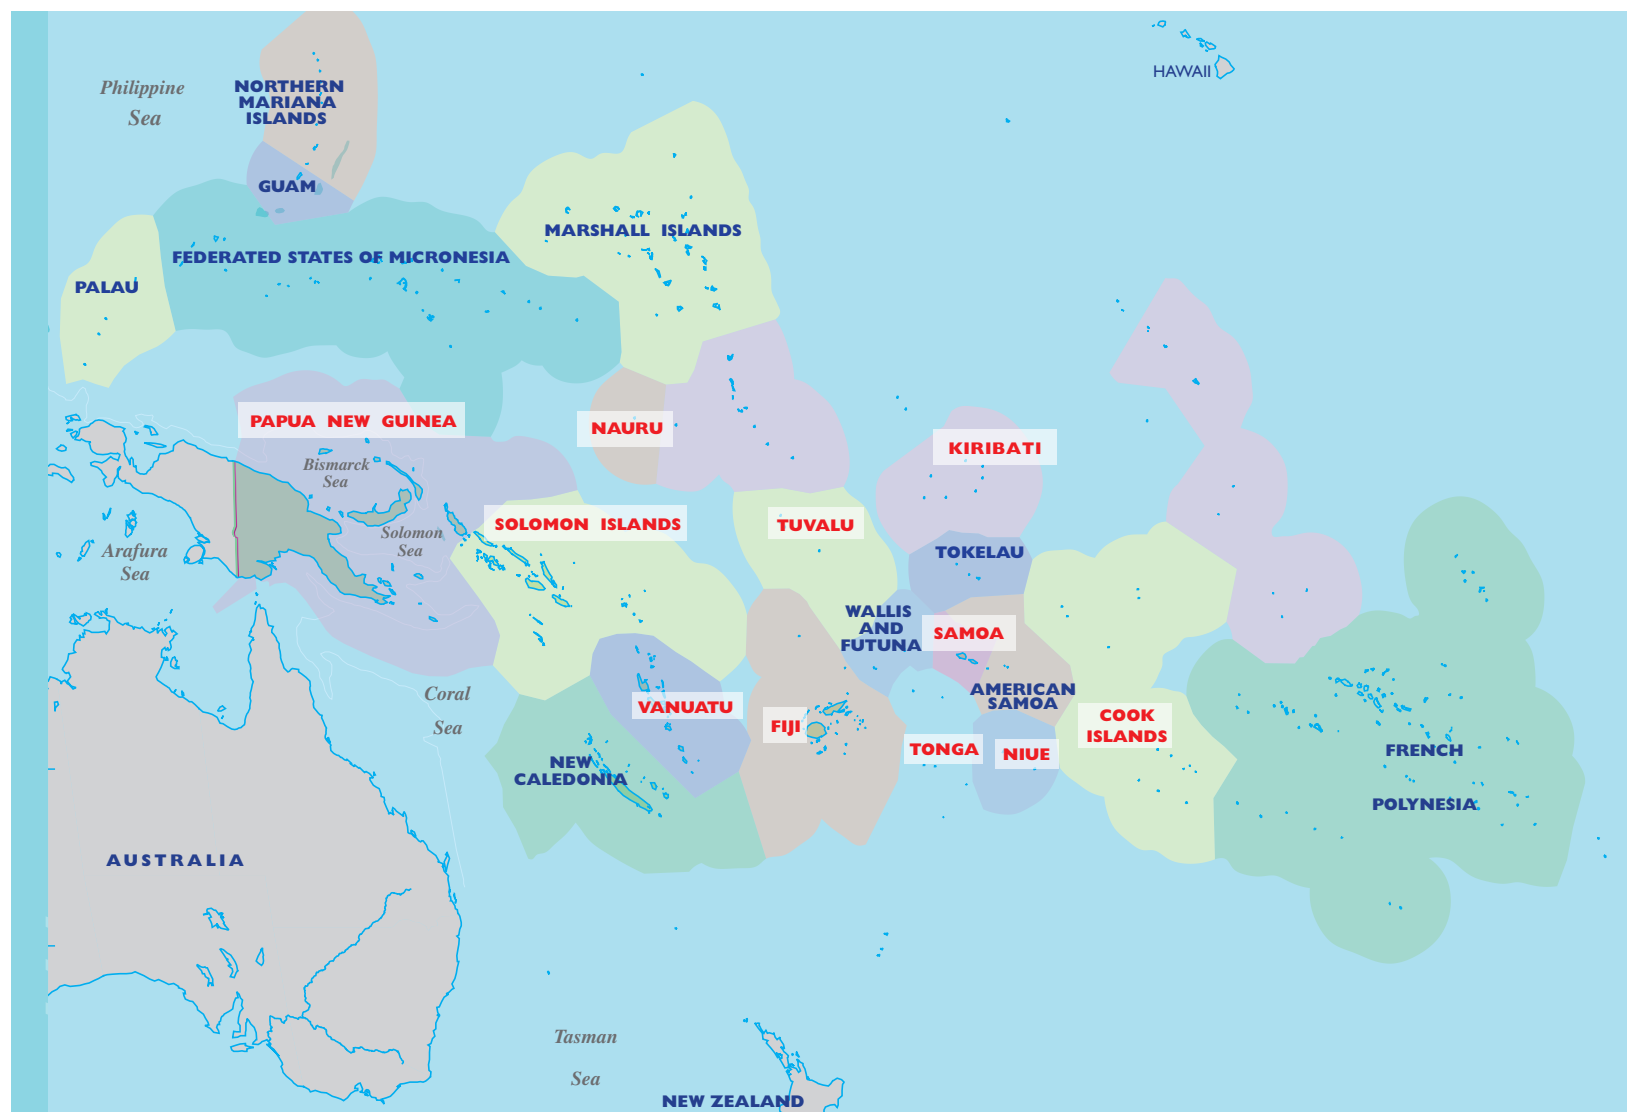 HAWAII
Philippine
Sea
NORTHERN
MARIANA
ISLANDS
GUAM
MARSHALL ISLANDS
FEDERATED STATES OF MICRONESIA
PALAU
PAPUA NEW GUINEA
NAURU
KIRIBATI
Bismarck
Sea
SOLOMON ISLANDS
TUVALU
Solomon
Sea
Arafura
Sea
TOKELAU
WALLIS
AND
FUTUNA
SAMOA
AMERICAN
SAMOA
Coral
Sea
VANUATU
FIJI
COOK
ISLANDS
TONGA
NIUE
FRENCH
POLYNESIA
NEW
CALEDONIA
AUSTRALIA
Tasman
Sea
NEW ZEALAND